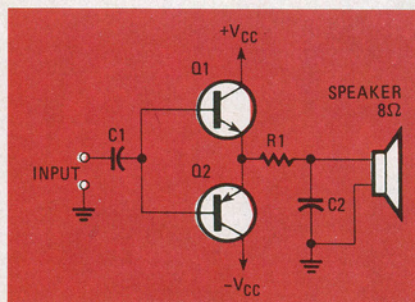 +VCC
Q1
SPEAKER
8Ω
C1
R1
INPUT
Q2
C2
−VCC